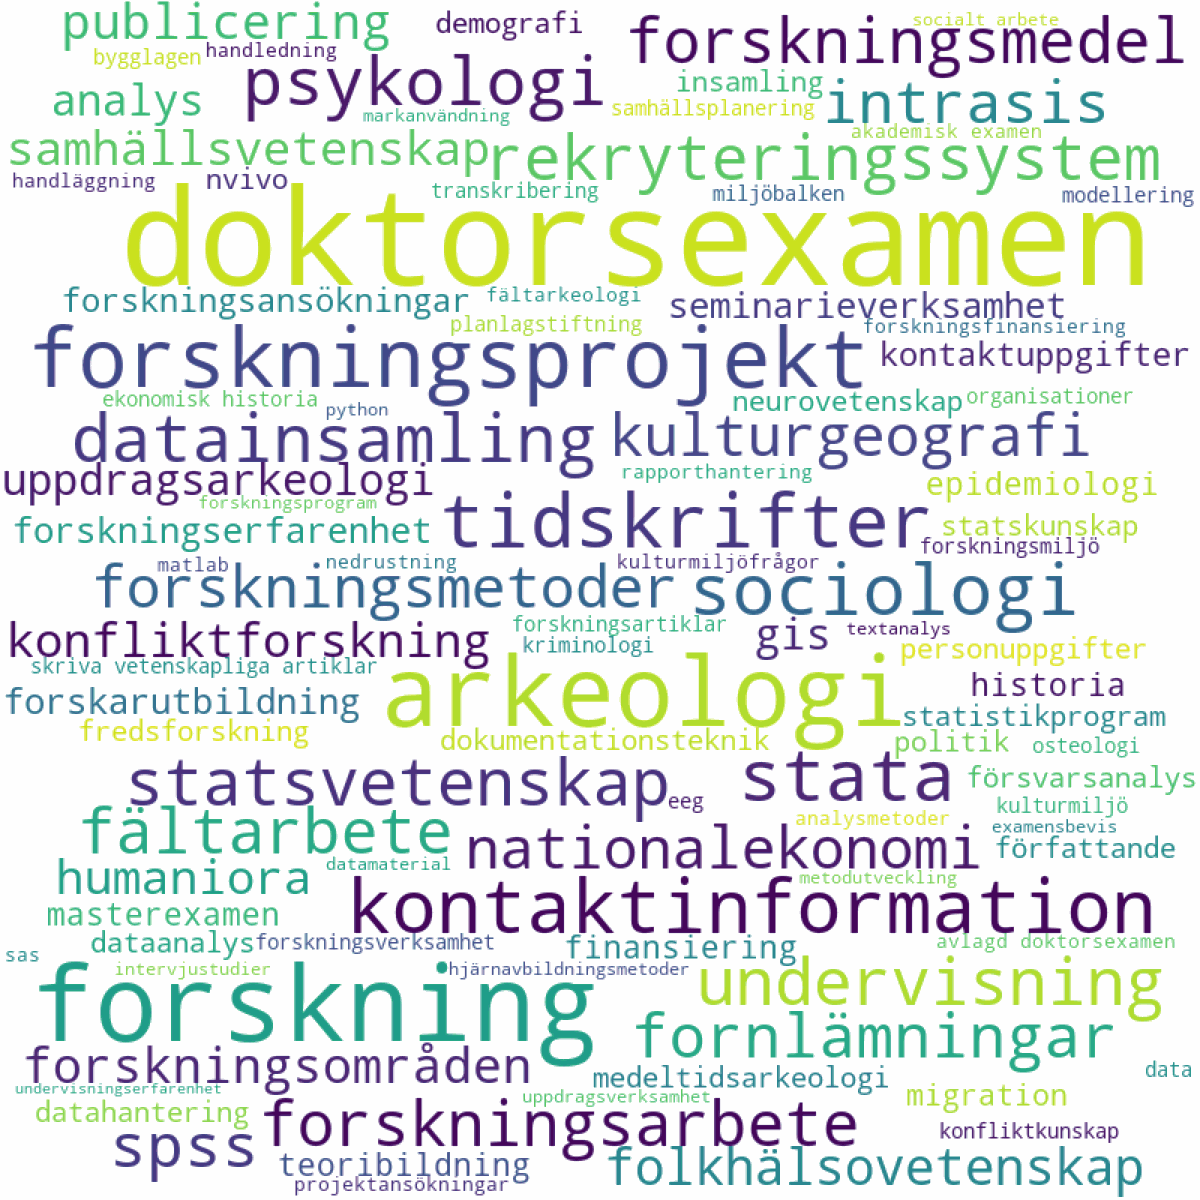 publicering
demografi
socialt arbete
forskningsmedel
bygglagen
handledning
psykologi
insamling
analys
markanvändning
samhällsplanering
intrasis
samhällsvetenskap
akademisk examen
rekryteringssystem
handläggning
nvivo
transkribering
miljöbalken
modellering
doktorsexamen
forskningsansökningar
fältarkeologi
seminarieverksamhet
planlagstiftning
forskningsfinansiering
forskningsprojekt
kontaktuppgifter
ekonomisk historia
python
neurovetenskap
organisationer
datainsamling
kulturgeografi
uppdragsarkeologi
rapporthantering
epidemiologi
forskningsprogram
tidskrifter
forskningserfarenhet
statskunskap
forskningsmiljö
matlab
nedrustning
kulturmiljöfrågor
forskningsmetoder
sociologi
konfliktforskning
forskningsartiklar
gis
textanalys
kriminologi
personuppgifter
skriva vetenskapliga artiklar
arkeologi
historia
forskarutbildning
statistikprogram
fredsforskning
dokumentationsteknik
politik
osteologi
statsvetenskap
eeg
stata
försvarsanalys
kulturmiljö
fältarbete
analysmetoder
examensbevis
nationalekonomi
författande
humaniora
datamaterial
metodutveckling
kontaktinformation
masterexamen
dataanalys
forskningsverksamhet
finansiering
avlagd doktorsexamen
sas
intervjustudier
hjärnavbildningsmetoder
forskning
undervisning
fornlämningar
forskningsområden
medeltidsarkeologi
data
undervisningserfarenhet
uppdragsverksamhet
migration
datahantering
forskningsarbete
konfliktkunskap
spss
teoribildning
folkhälsovetenskap
projektansökningar